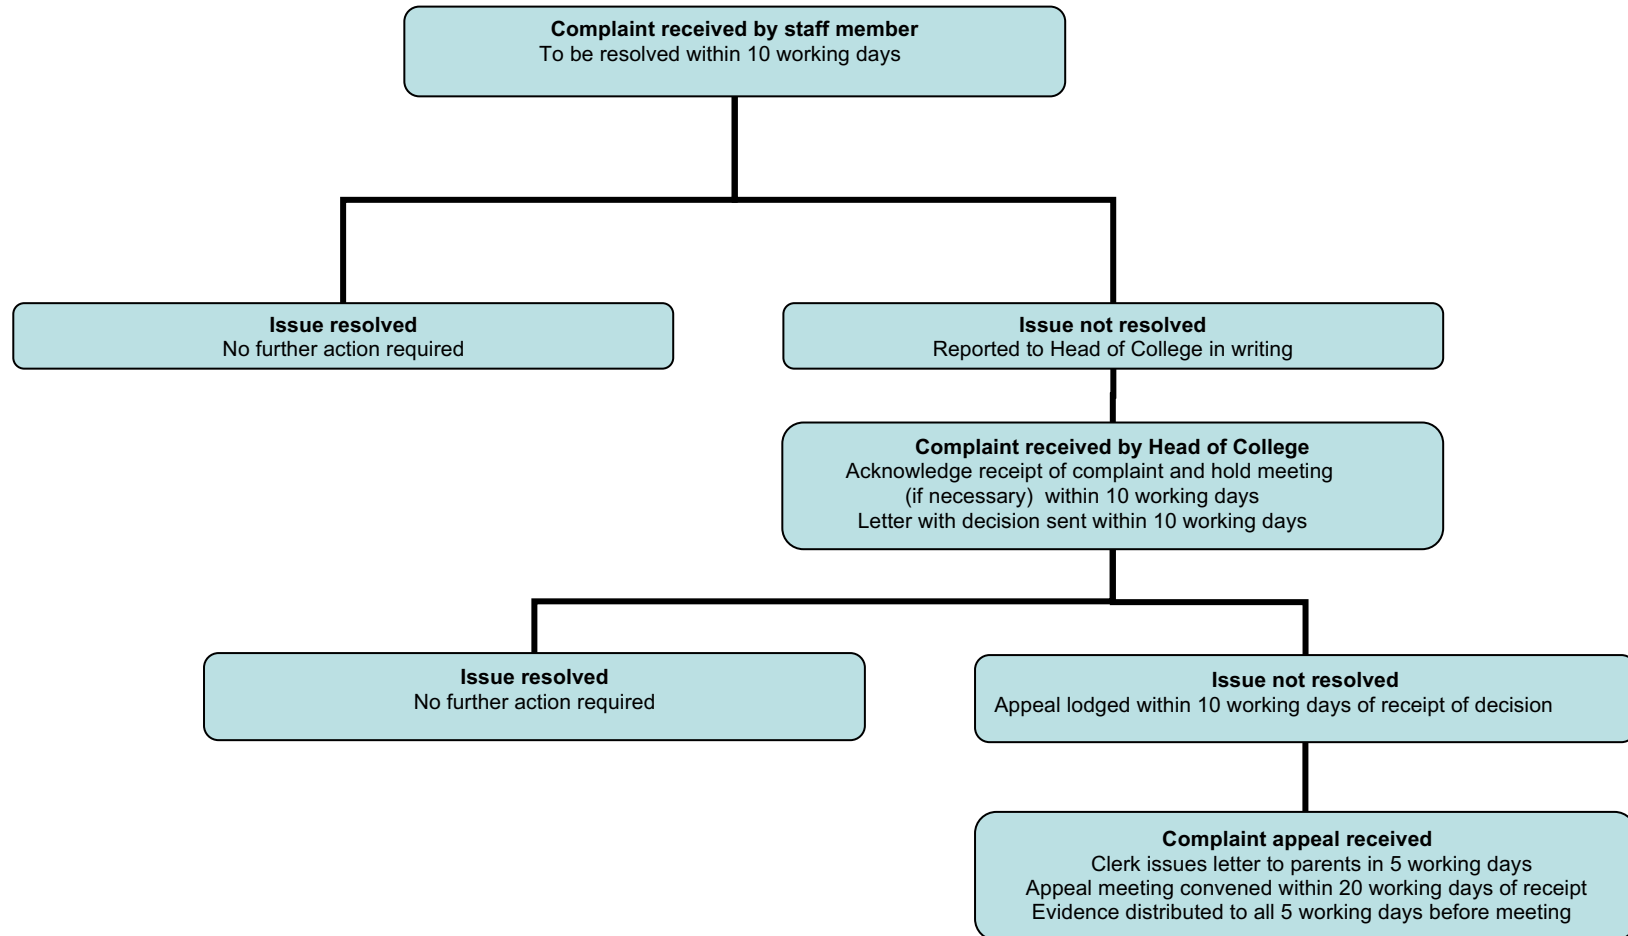 Complaint received by staff member
To be resolved within 10 working days
Issue resolved
No further action required
Issue not resolved
Reported to Head of College in writing
Complaint received by Head of College
Acknowledge receipt of complaint and hold meeting
(if necessary)  within 10 working days
Letter with decision sent within 10 working days
Issue resolved
No further action required
Issue not resolved
Appeal lodged within 10 working days of receipt of decision
Complaint appeal received
Clerk issues letter to parents in 5 working days
Appeal meeting convened within 20 working days of receipt
Evidence distributed to all 5 working days before meeting